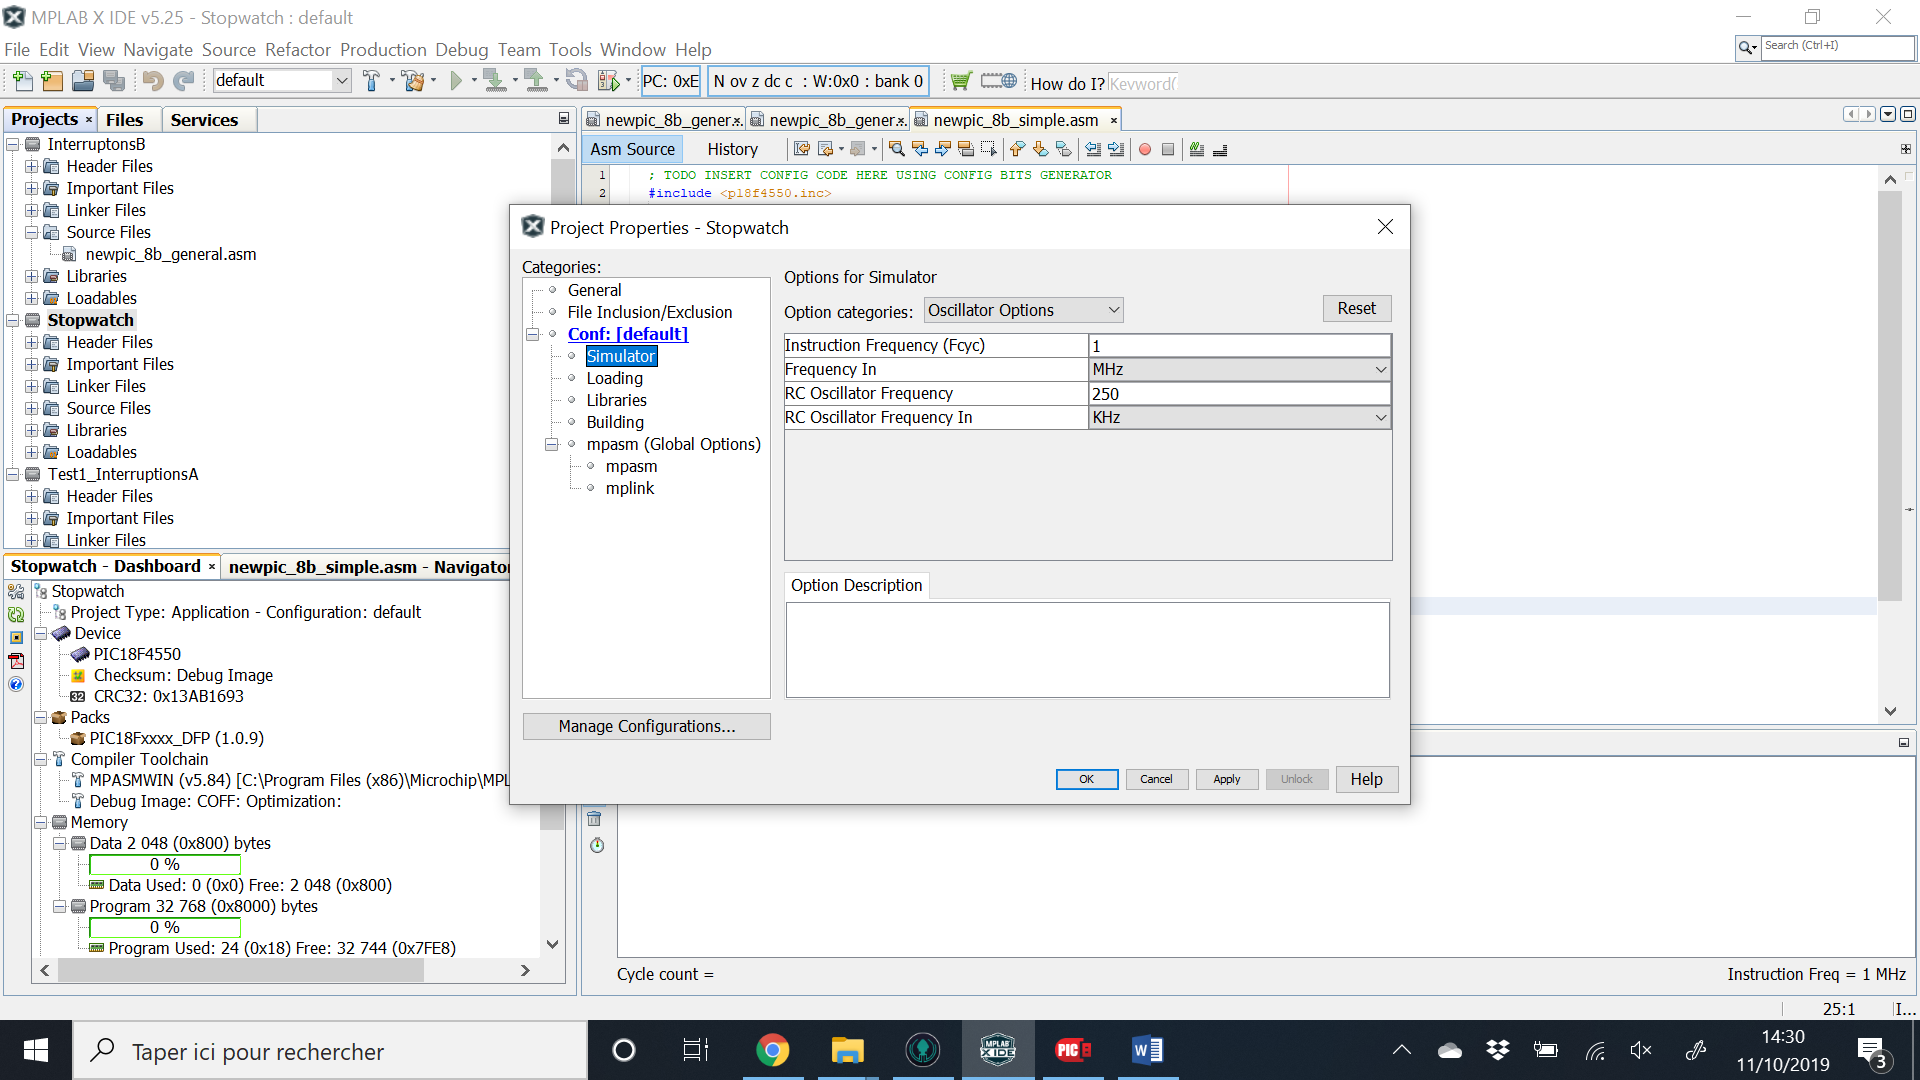 MPLAB X IDE v5.25 - Stopwatch : default
File Edit View Navigate Source Refactor Production Debug Team Tools Window Help
Search (Ctrl+I)
default
PC: 0xE
N ov z dc c : W:0x0 : bank 0
How do I?
Keyword(
Projects
Files
Services
InterruptonsB
Header Files
Important Files
Linker Files
Source Files
newpic_8b_general.asm
Libraries
Loadables
Stopwatch
Header Files
Important Files
Linker Files
Source Files
Libraries
Loadables
Test1_InterruptionsA
Header Files
Important Files
Linker Files
newpic_8b_gener...
newpic_8b_gener...
newpic_8b_simple.asm
Asm Source
History
1 ; TODO INSERT CONFIG CODE HERE USING CONFIG BITS GENERATOR
2 #include <p18f4550.inc>
Project Properties - Stopwatch
Categories:
General
File Inclusion/Exclusion
Conf: [default]
Simulator
Loading
Libraries
Building
mpasm (Global Options)
mpasm
mplink
Manage Configurations...
Options for Simulator
Option categories:
Oscillator Options
Reset
Instruction Frequency (Fcyc) 1
Frequency In MHz
RC Oscillator Frequency 250
RC Oscillator Frequency In KHz
Option Description
OK
Cancel
Apply
Unlock
Help
Stopwatch - Dashboard
newpic_8b_simple.asm - Navigator
Stopwatch
Project Type: Application - Configuration: default
Device
PIC18F4550
Checksum: Debug Image
CRC32: 0x13AB1693
Packs
PIC18Fxxxx_DFP (1.0.9)
Compiler Toolchain
MPASMWIN (v5.84) [C:\Program Files (x86)\Microchip\MPL
Debug Image: COFF: Optimization:
Memory
Data 2 048 (0x800) bytes
0 %
Data Used: 0 (0x0) Free: 2 048 (0x800)
Program 32 768 (0x8000) bytes
0 %
Program Used: 24 (0x18) Free: 32 744 (0x7FE8)
Cycle count =
Instruction Freq = 1 MHz
25:1
I...
Taper ici pour rechercher
MPLAB
X IDE
PIC 8
14:30
11/10/2019
3